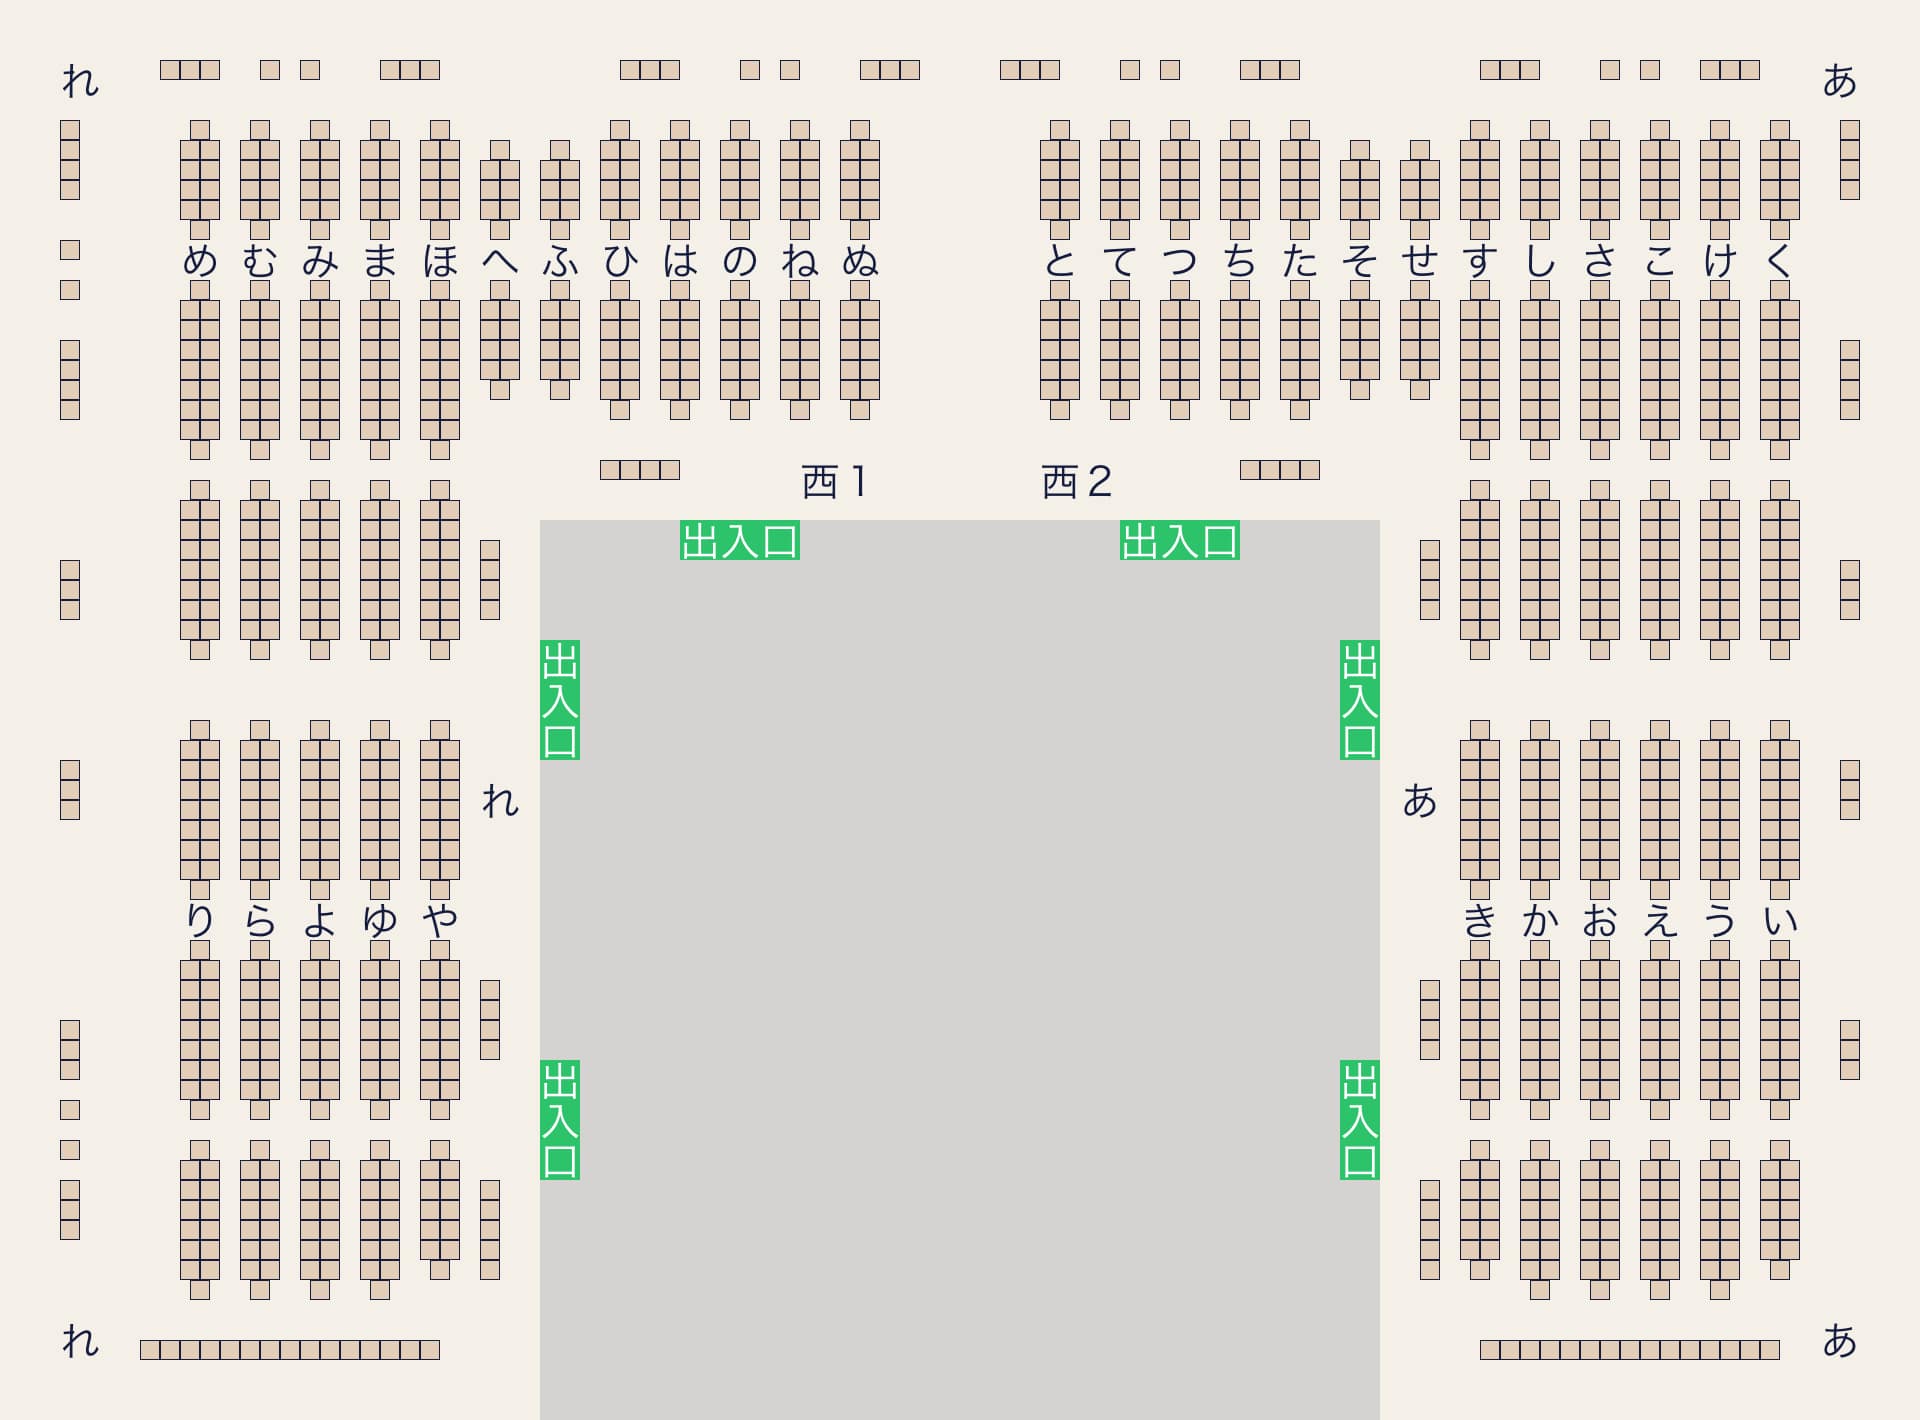 れ あ
め む み ま ほ へ ふ ひ は の ね ぬ と て つ ち た そ せ す し さ こ け く
西1 西2
出入口 出入口
出入口 出入口
れ あ
り ら よ ゆ や き か お え う い
出入口 出入口
れ あ